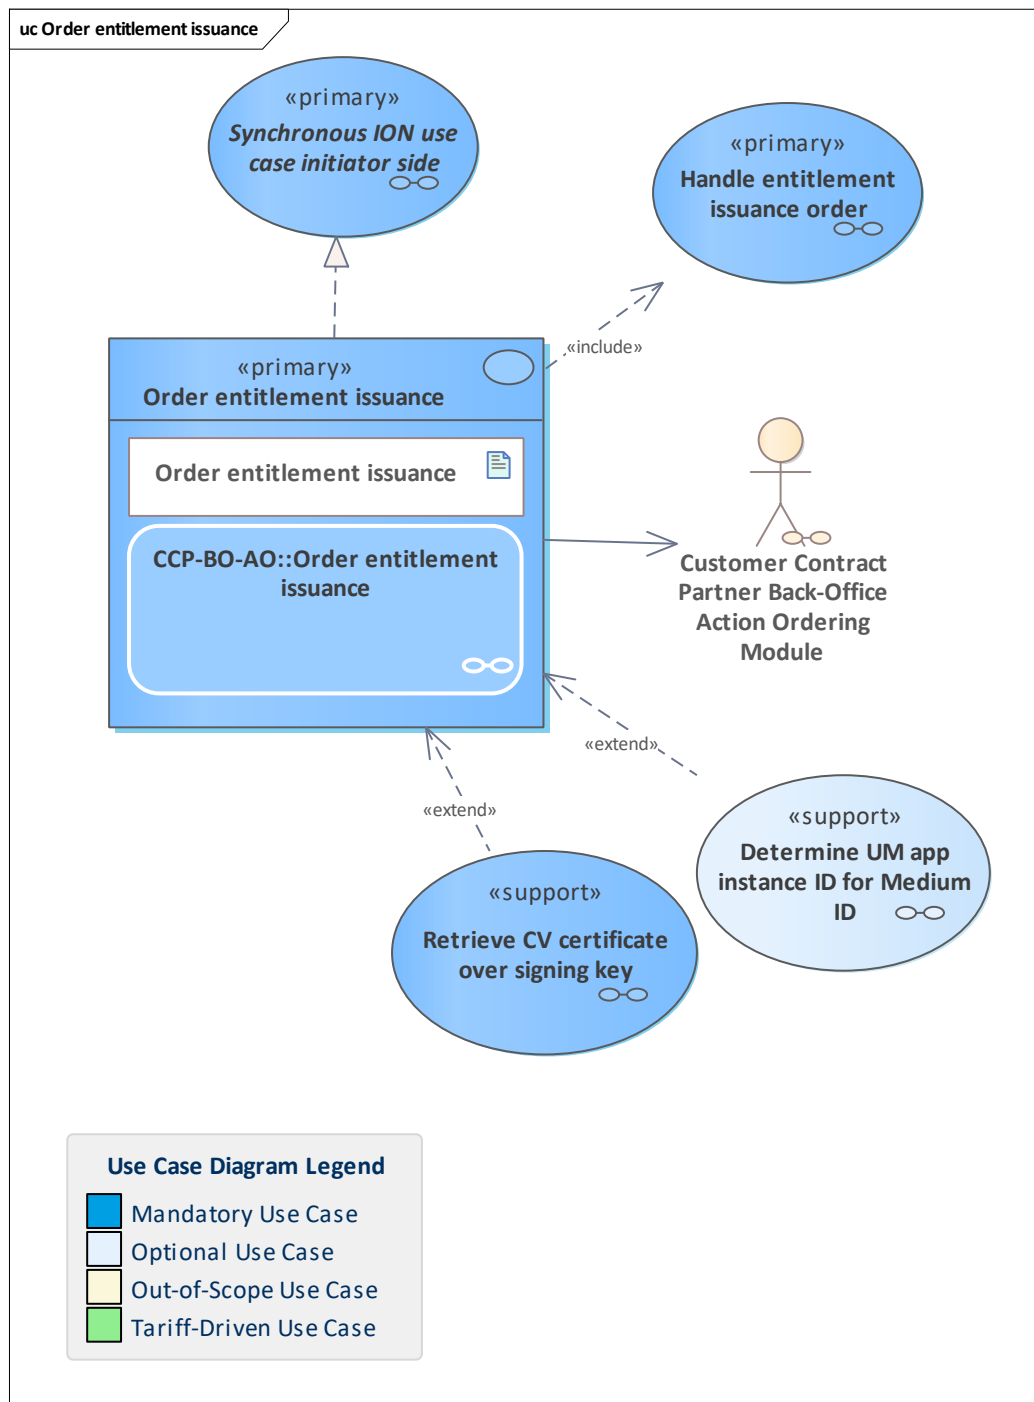 uc Order entitlement issuance
«primary»
Synchronous ION use
case initiator side
«primary»
Handle entitlement
issuance order
«include»
«primary»
Order entitlement issuance
Order entitlement issuance
CCP-BO-AO::Order entitlement
issuance
Customer Contract
Partner Back-Office
Action Ordering
Module
«extend»
«extend»
«support»
Determine UM app
instance ID for Medium
ID
«support»
Retrieve CV certificate
over signing key
Use Case Diagram Legend
Mandatory Use Case
Optional Use Case
Out-of-Scope Use Case
Tariff-Driven Use Case